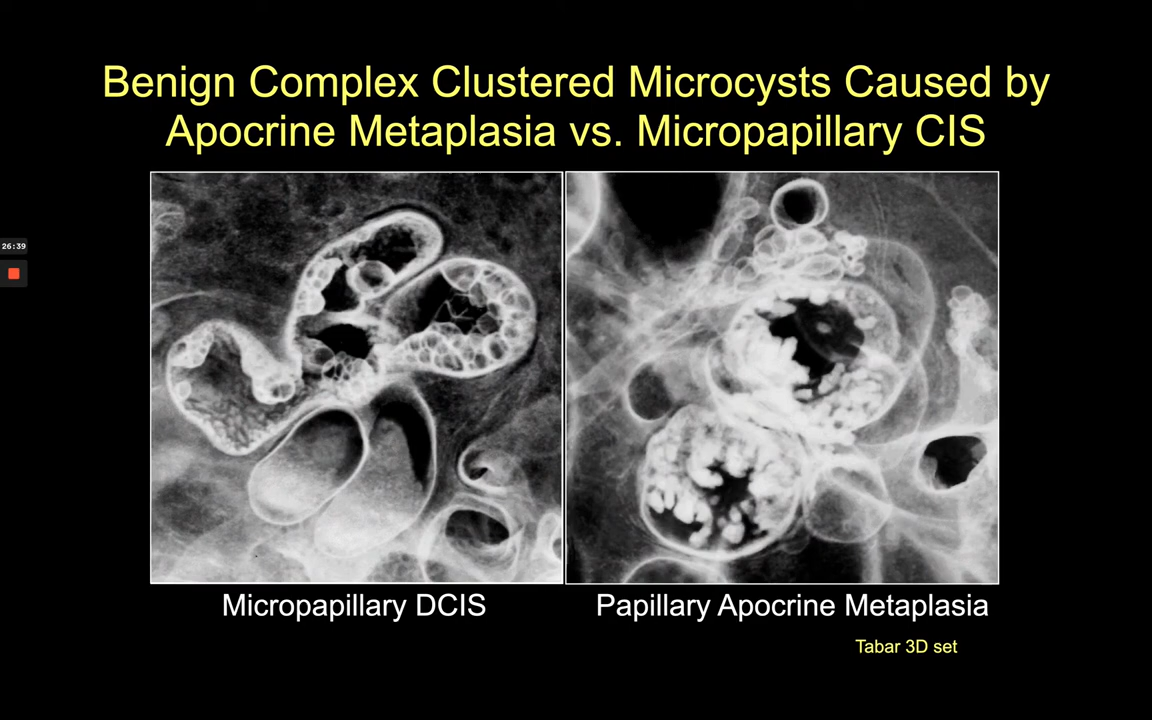 Benign Complex Clustered Microcysts Caused by
Apocrine Metaplasia vs. Micropapillary CIS
26:39
Micropapillary DCIS
Papillary Apocrine Metaplasia
Tabar 3D set